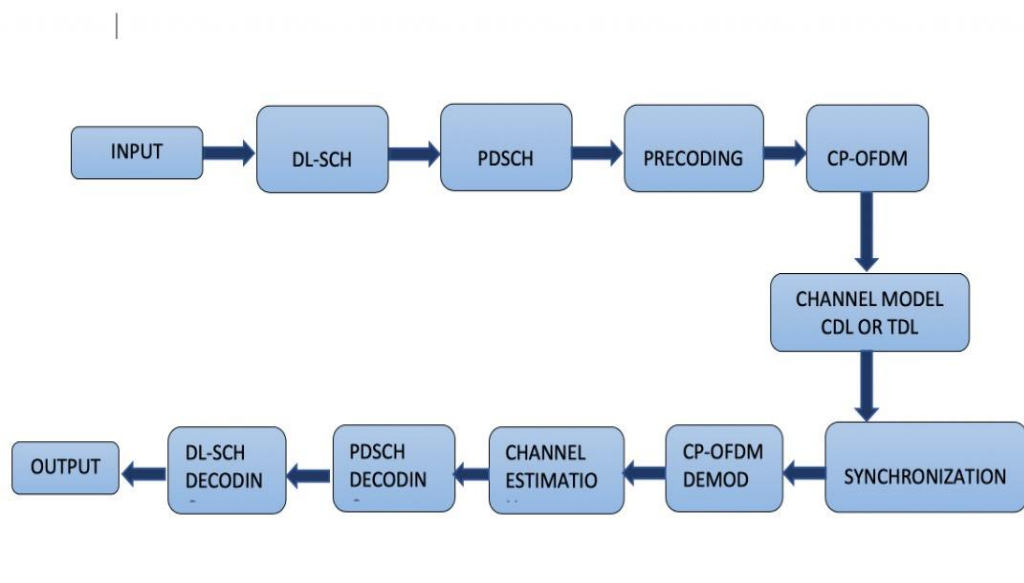 INPUT
DL-SCH
PDSCH
PRECODING
CP-OFDM
CHANNEL MODEL
CDL OR TDL
SYNCHRONIZATION
CP-OFDM
DEMOD
CHANNEL
ESTIMATIO
PDSCH
DECODIN
DL-SCH
DECODIN
OUTPUT